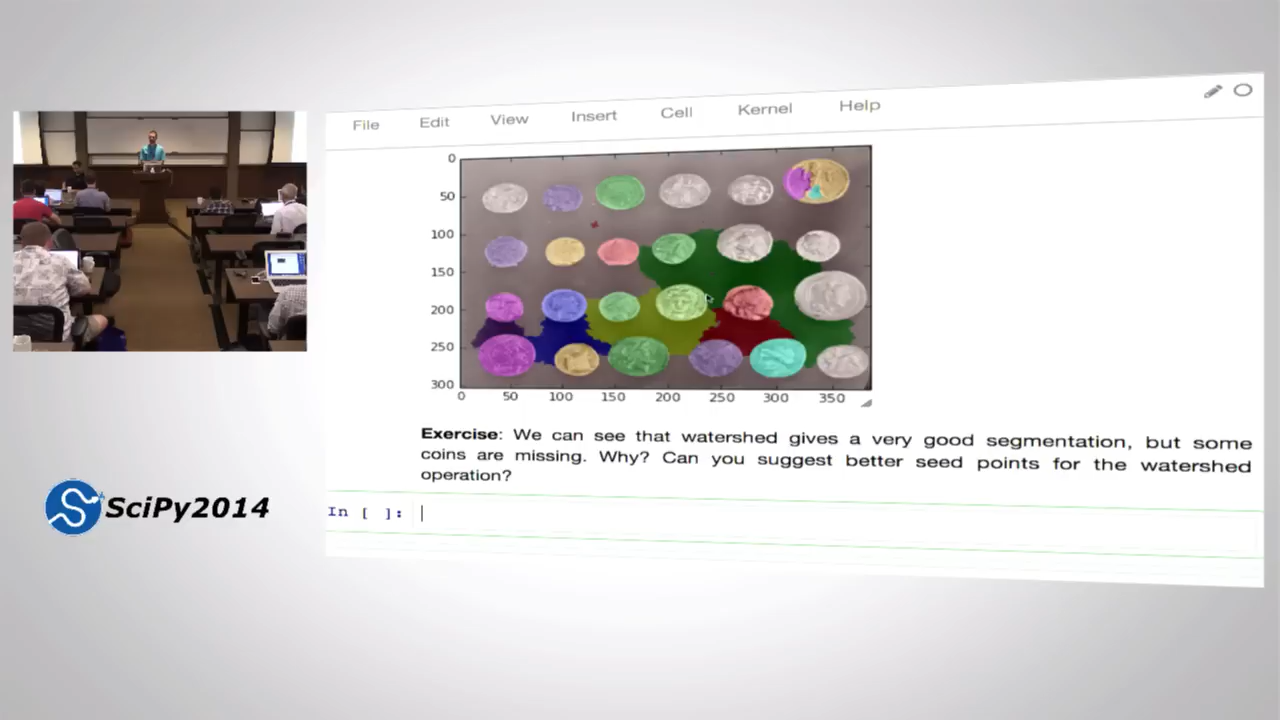 File Edit View Insert Cell Kernel Help
0
50
100
150
200
250
300
0 50 100 150 200 250 300 350
Exercise: We can see that watershed gives a very good segmentation, but some
coins are missing. Why? Can you suggest better seed points for the watershed
operation?
In [ ]:
SciPy2014